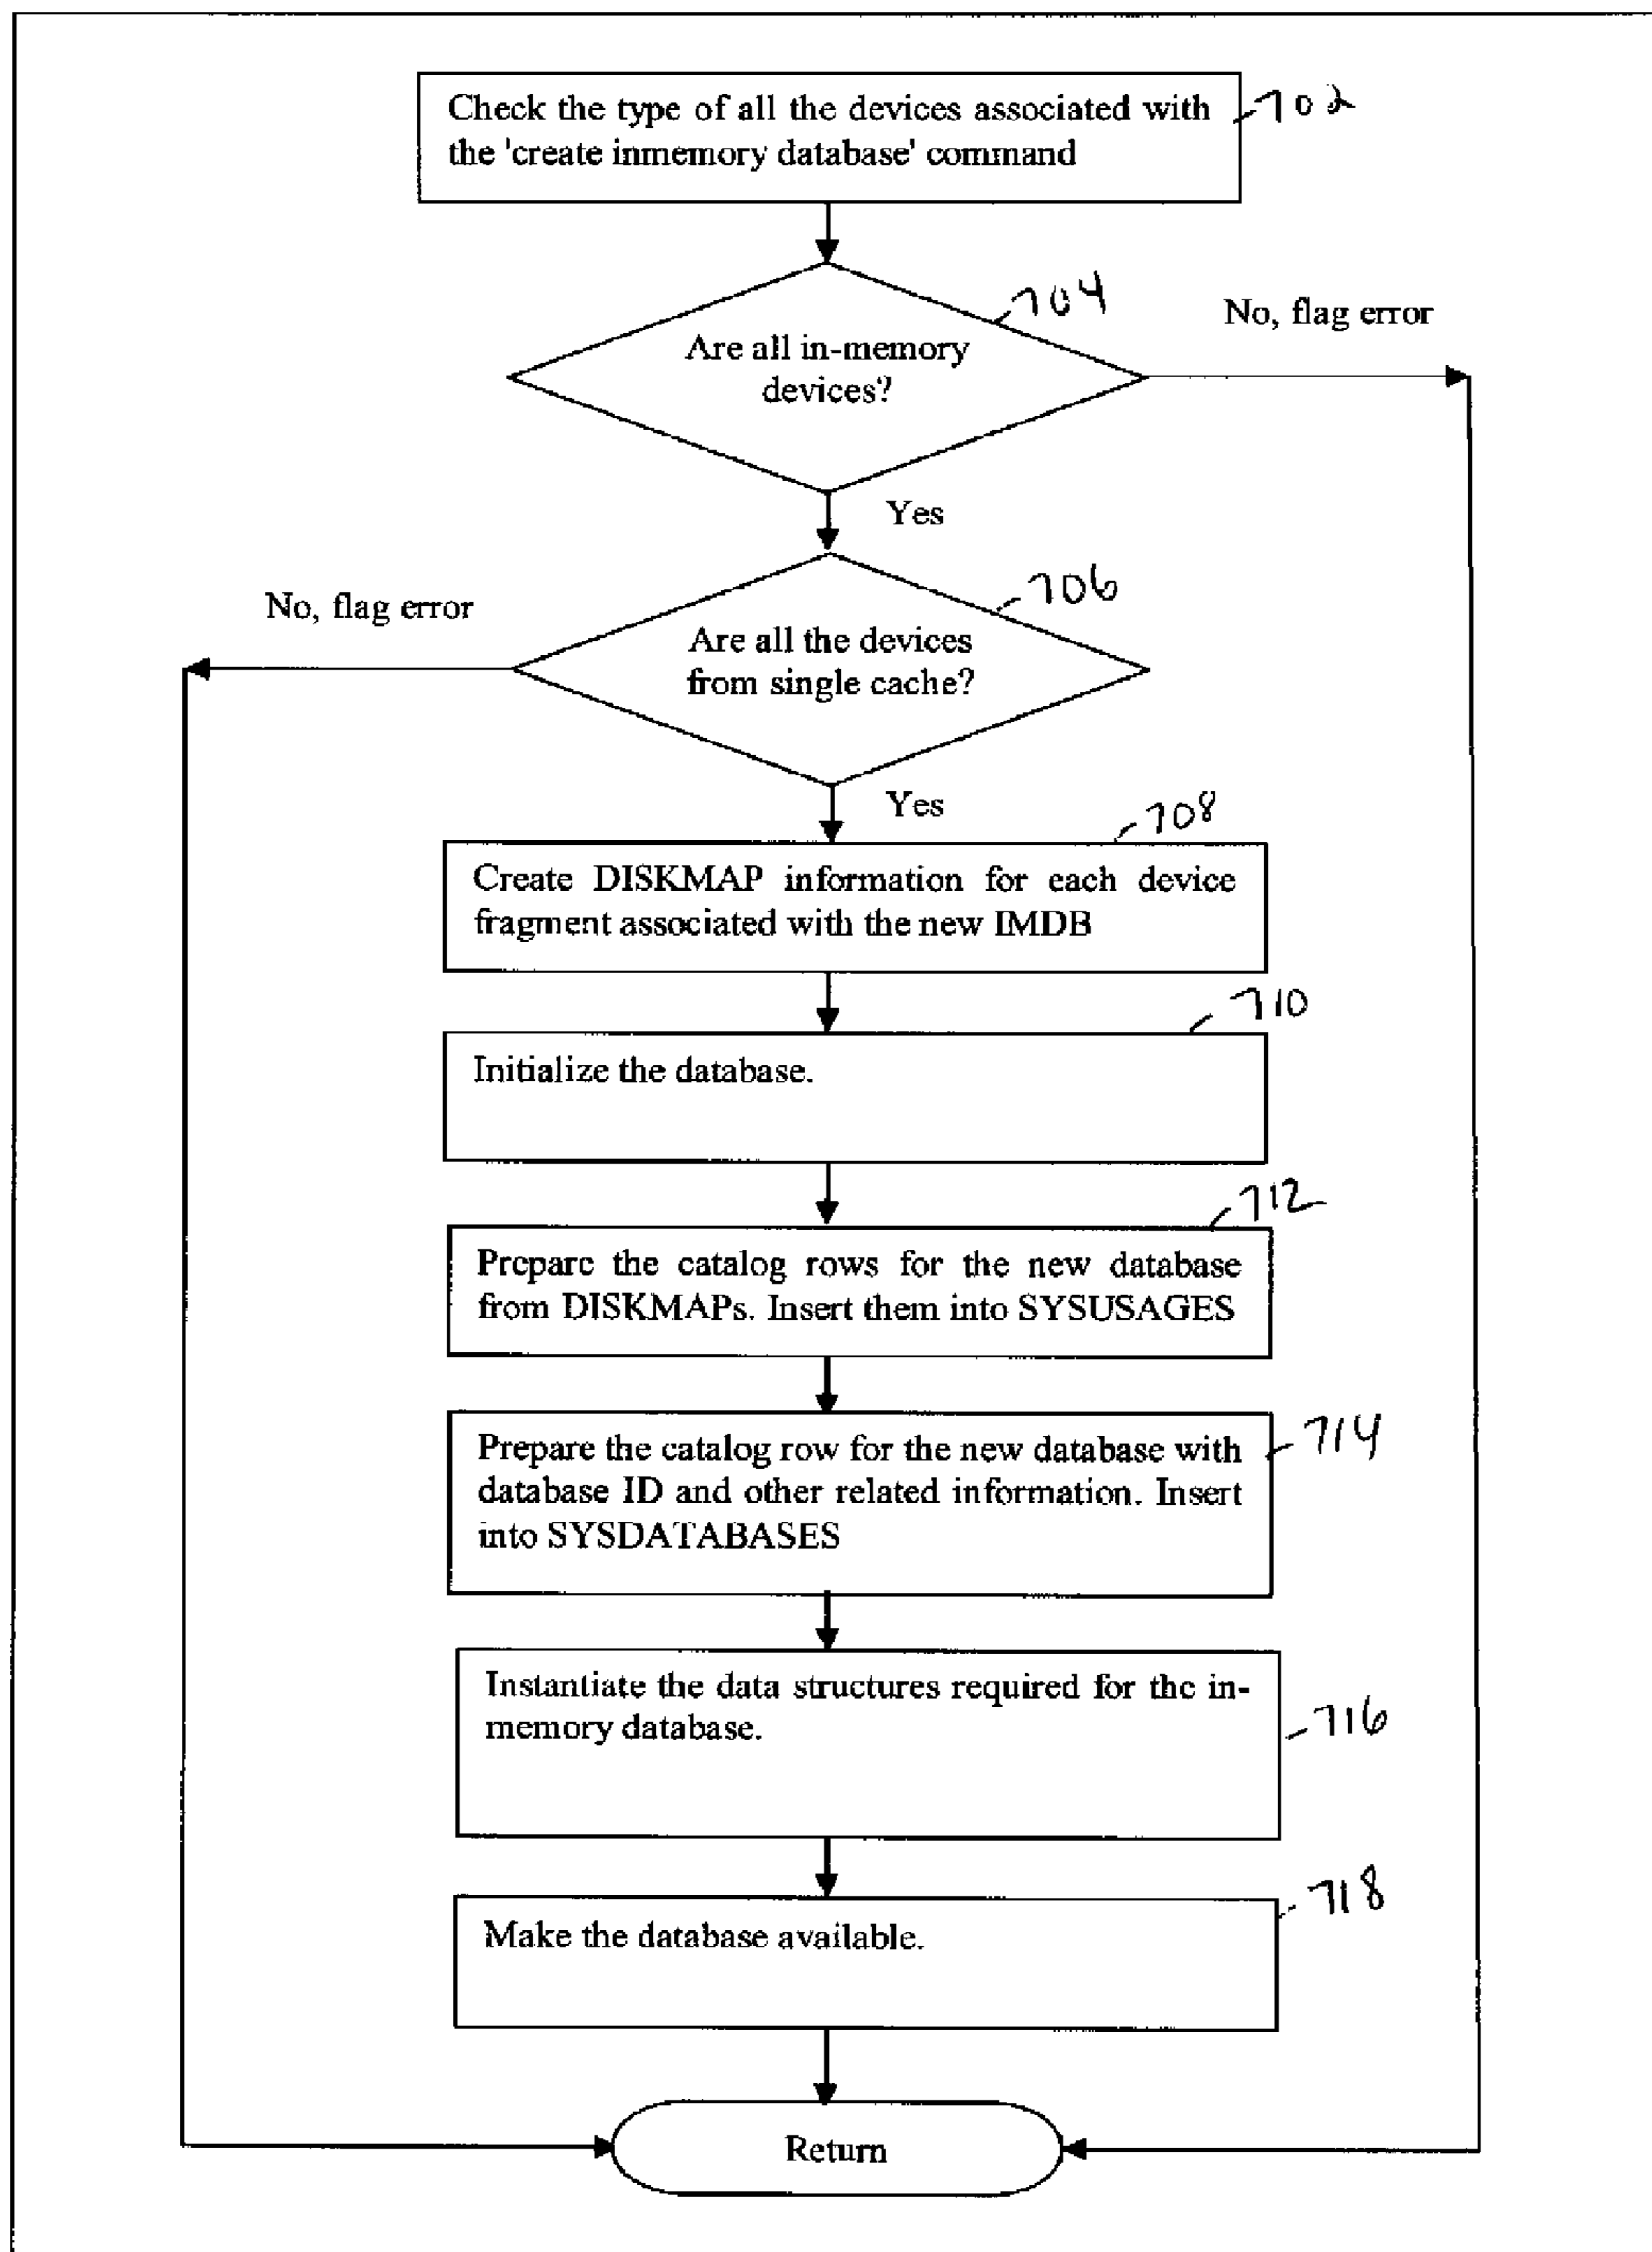 Check the type of all the devices associated with
the 'create inmemory database' command
702
704
No, flag error
Are all in-memory
devices?
Yes
706
No, flag error
Are all the devices
from single cache?
Yes
708
Create DISKMAP information for each device
fragment associated with the new IMDB
710
Initialize the database.
712
Prepare the catalog rows for the new database
from DISKMAPs. Insert them into SYSUSAGES
714
Prepare the catalog row for the new database with
database ID and other related information. Insert
into SYSDATABASES
716
Instantiate the data structures required for the in-
memory database.
718
Make the database available.
Return